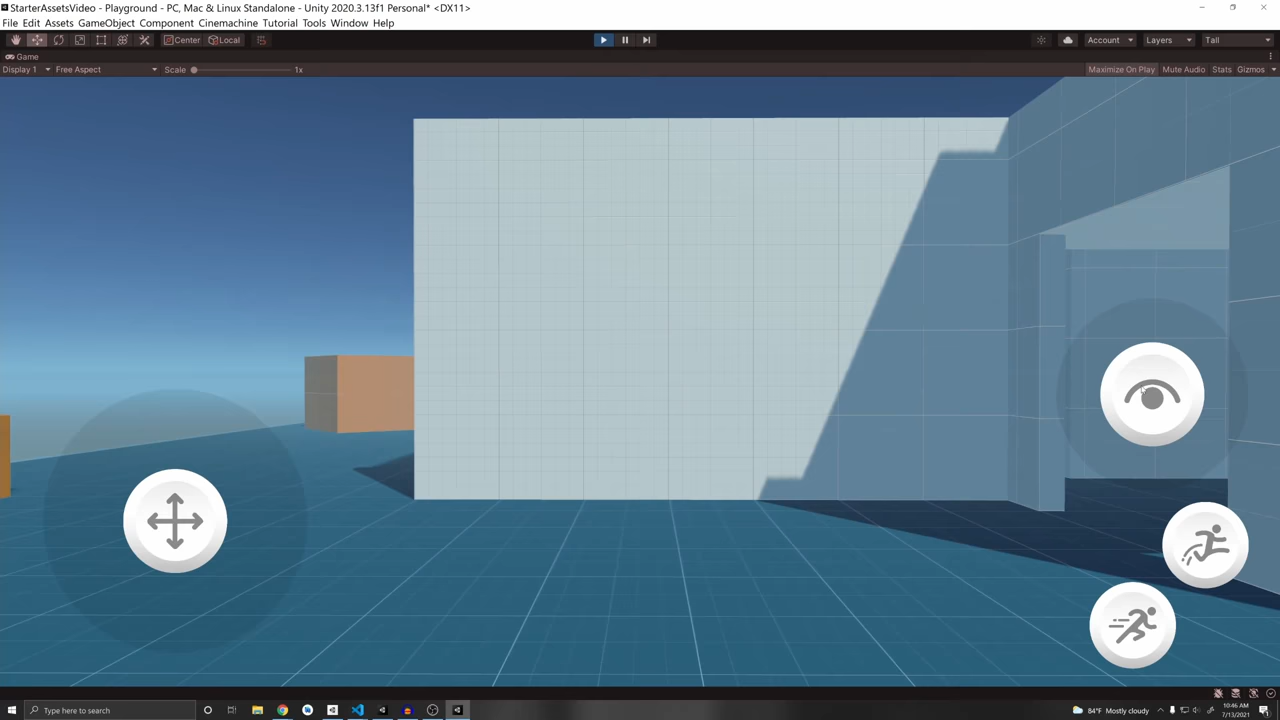 StarterAssetsVideo - Playground - PC, Mac & Linux Standalone - Unity 2020.3.13f1 Personal* <DX11>
File Edit Assets GameObject Component Cinemachine Tutorial Tools Window Help
Center Local Account Layers Tall
Game
Display 1 Free Aspect Scale 1x Maximize On Play Mute Audio Stats Gizmos
Type here to search 84°F Mostly cloudy 10:46 AM
7/13/2021